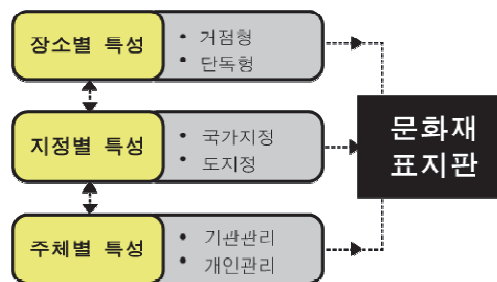 장소별 특성
• 거점형
• 단독형
지정별 특성
• 국가지정
• 도지정
주체별 특성
• 기관관리
• 개인관리
문화재
표지판